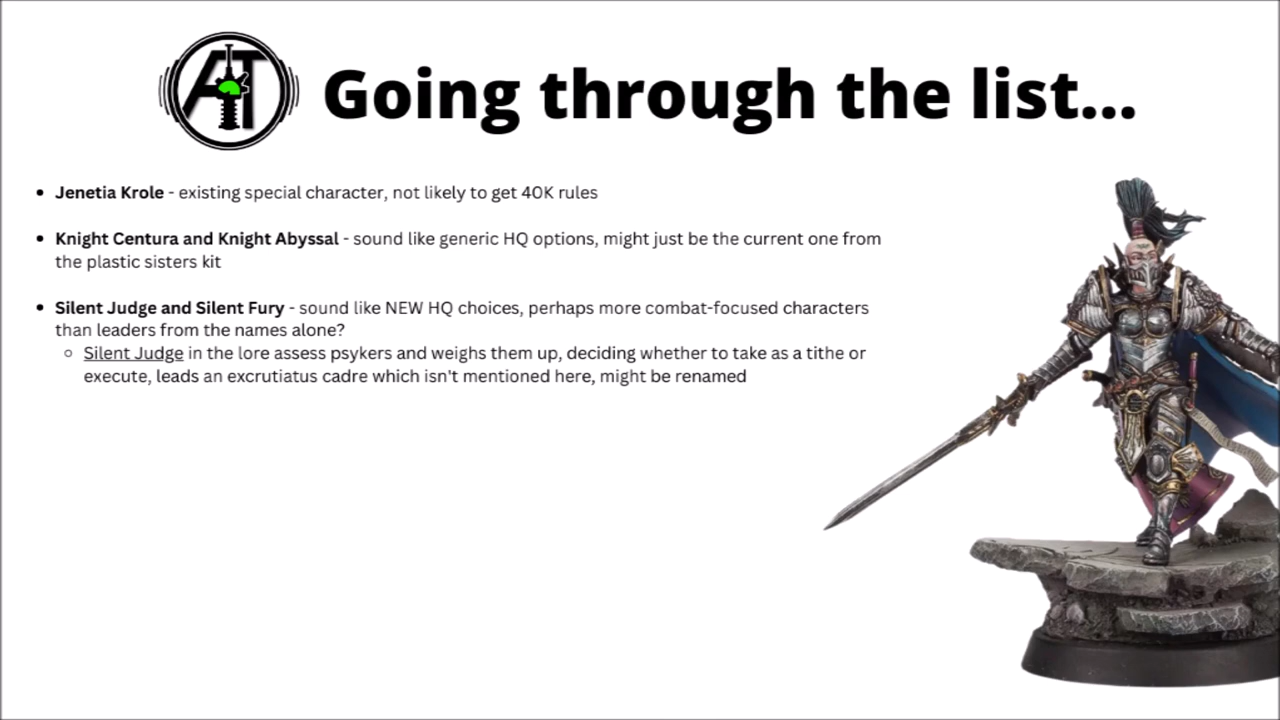 AT
Going through the list...
• Jenetia Krole - existing special character, not likely to get 40K rules
• Knight Centura and Knight Abyssal - sound like generic HQ options, might just be the current one from
the plastic sisters kit
• Silent Judge and Silent Fury - sound like NEW HQ choices, perhaps more combat-focused characters
than leaders from the names alone?
○ Silent Judge in the lore assess psykers and weighs them up, deciding whether to take as a tithe or
execute, leads an excrutiatus cadre which isn't mentioned here, might be renamed